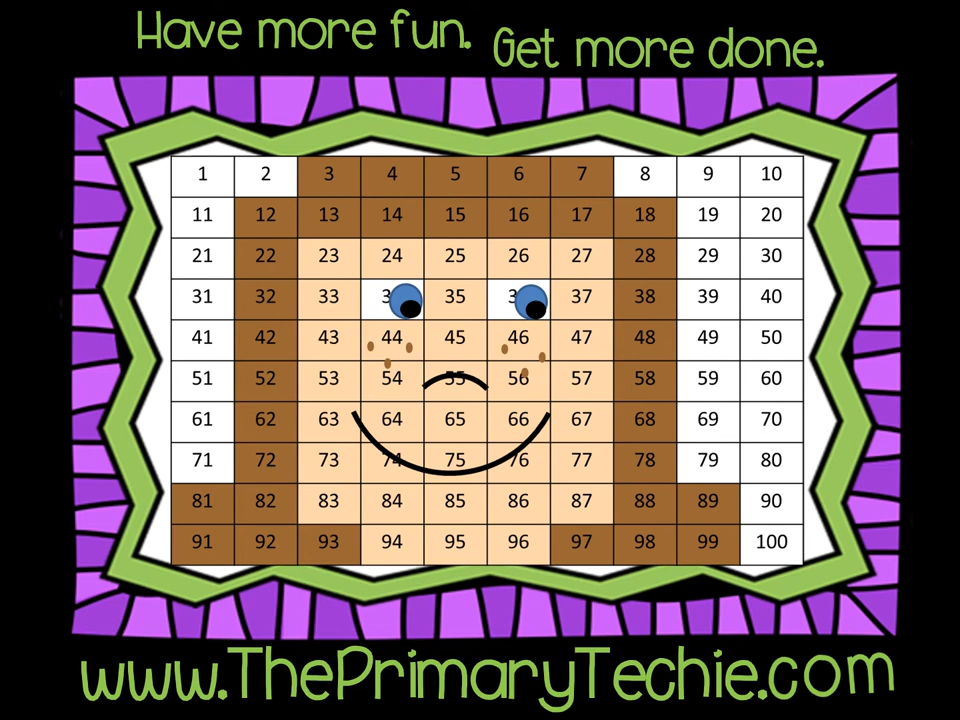 Have more fun. Get more done.
1 2 3 4 5 6 7 8 9 10
11 12 13 14 15 16 17 18 19 20
21 22 23 24 25 26 27 28 29 30
31 32 33 35 37 38 39 40
41 42 43 44 45 46 47 48 49 50
51 52 53 54 55 56 57 58 59 60
61 62 63 64 65 66 67 68 69 70
71 72 73 74 75 76 77 78 79 80
81 82 83 84 85 86 87 88 89 90
91 92 93 94 95 96 97 98 99 100
www.ThePrimaryTechie.com